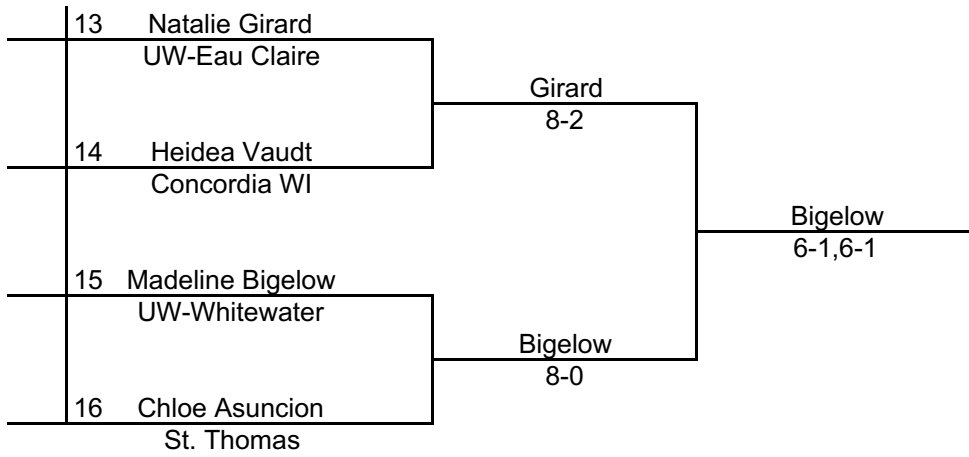 13 Natalie Girard
UW-Eau Claire
Girard
8-2
14 Heidea Vaudt
Concordia WI
Bigelow
6-1,6-1
15 Madeline Bigelow
UW-Whitewater
Bigelow
8-0
16 Chloe Asuncion
St. Thomas